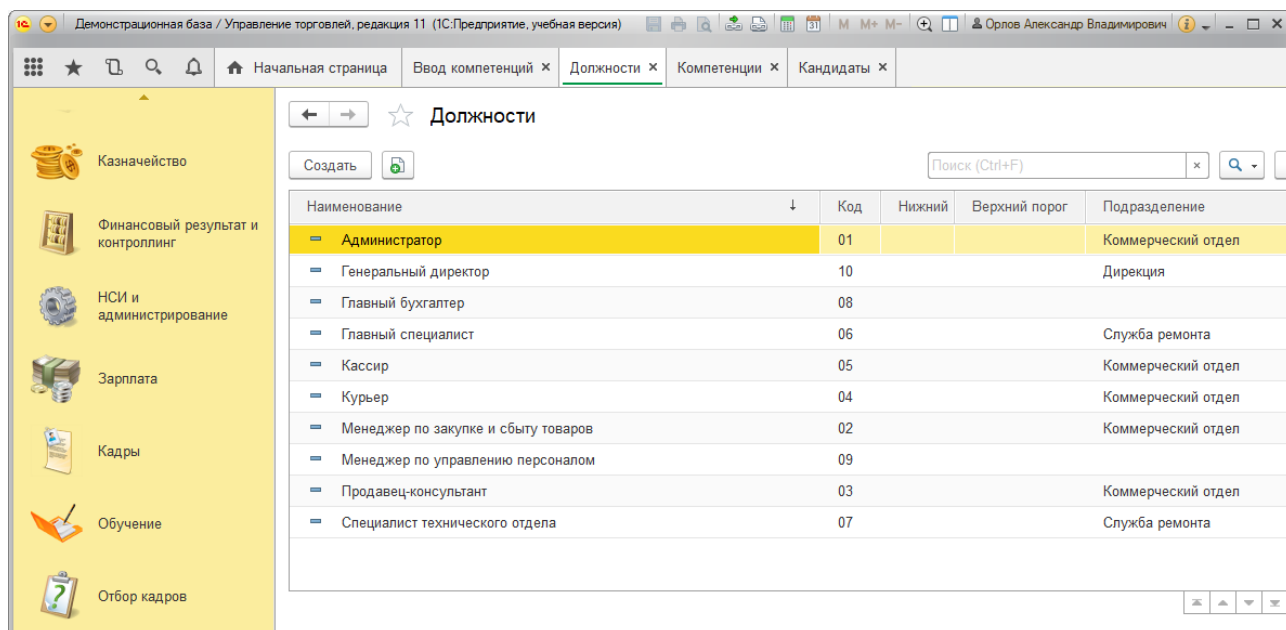 1С Демонстрационная база / Управление торговлей, редакция 11 (1С:Предприятие, учебная версия) 31 M M+ M- Орлов Александр Владимирович i
Начальная страница Ввод компетенций × Должности × Компетенции × Кандидаты ×
Должности
Казначейство
Создать Поиск (Ctrl+F) ×
Финансовый результат и
контроллинг
НСИ и
администрирование
Зарплата
Кадры
Обучение
Отбор кадров
Наименование ↓ Код Нижний Верхний порог Подразделение
Администратор 01 Коммерческий отдел
Генеральный директор 10 Дирекция
Главный бухгалтер 08
Главный специалист 06 Служба ремонта
Кассир 05 Коммерческий отдел
Курьер 04 Коммерческий отдел
Менеджер по закупке и сбыту товаров 02 Коммерческий отдел
Менеджер по управлению персоналом 09
Продавец-консультант 03 Коммерческий отдел
Специалист технического отдела 07 Служба ремонта